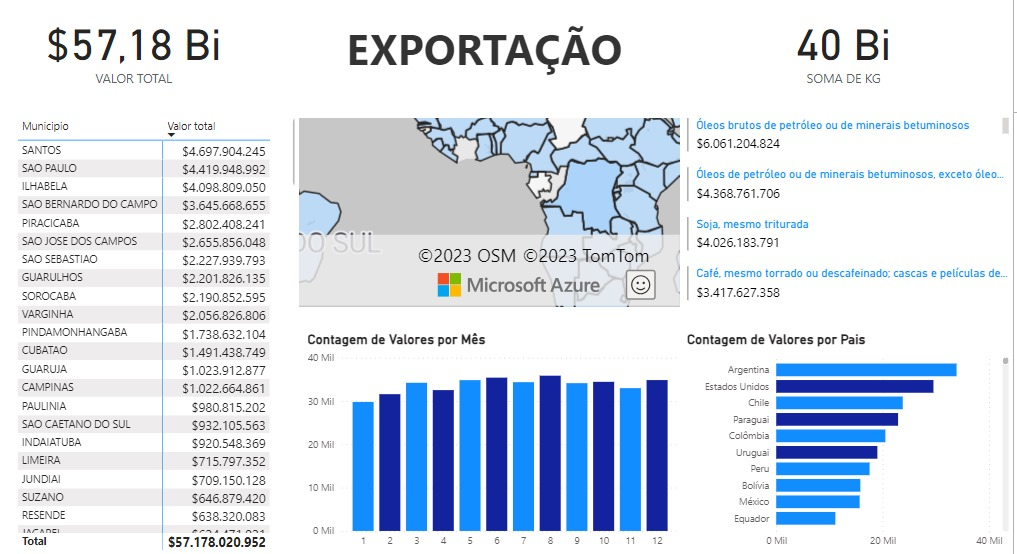 $57,18 Bi
VALOR TOTAL
EXPORTAÇÃO
40 Bi
SOMA DE KG
Municipio Valor total
SANTOS $4.697.904.245
SAO PAULO $4.419.948.992
ILHABELA $4.098.809.050
SAO BERNARDO DO CAMPO $3.645.668.655
PIRACICABA $2.802.408.241
SAO JOSE DOS CAMPOS $2.655.856.048
SAO SEBASTIAO $2.227.939.793
GUARULHOS $2.201.826.135
SOROCABA $2.190.852.595
VARGINHA $2.056.826.806
PINDAMONHANGABA $1.738.632.104
CUBATAO $1.491.438.749
GUARUJA $1.023.912.877
CAMPINAS $1.022.664.861
PAULINIA $980.815.202
SAO CAETANO DO SUL $932.105.563
INDAIATUBA $920.548.369
LIMEIRA $715.797.352
JUNDIAI $709.150.128
SUZANO $646.879.420
RESENDE $638.320.083
Total $57.178.020.952
DO SUL
©2023 OSM ©2023 TomTom
Microsoft Azure
Óleos brutos de petróleo ou de minerais betuminosos
$6.061.204.824
Óleos de petróleo ou de minerais betuminosos, exceto óleo...
$4.368.761.706
Soja, mesmo triturada
$4.026.183.791
Café, mesmo torrado ou descafeinado; cascas e películas de...
$3.417.627.358
Contagem de Valores por Mês
40 Mil
30 Mil
20 Mil
10 Mil
0 Mil
1 2 3 4 5 6 7 8 9 10 11 12
Contagem de Valores por Pais
Argentina
Estados Unidos
Chile
Paraguai
Colômbia
Uruguai
Peru
Bolívia
México
Equador
0 Mil 20 Mil 40 Mil